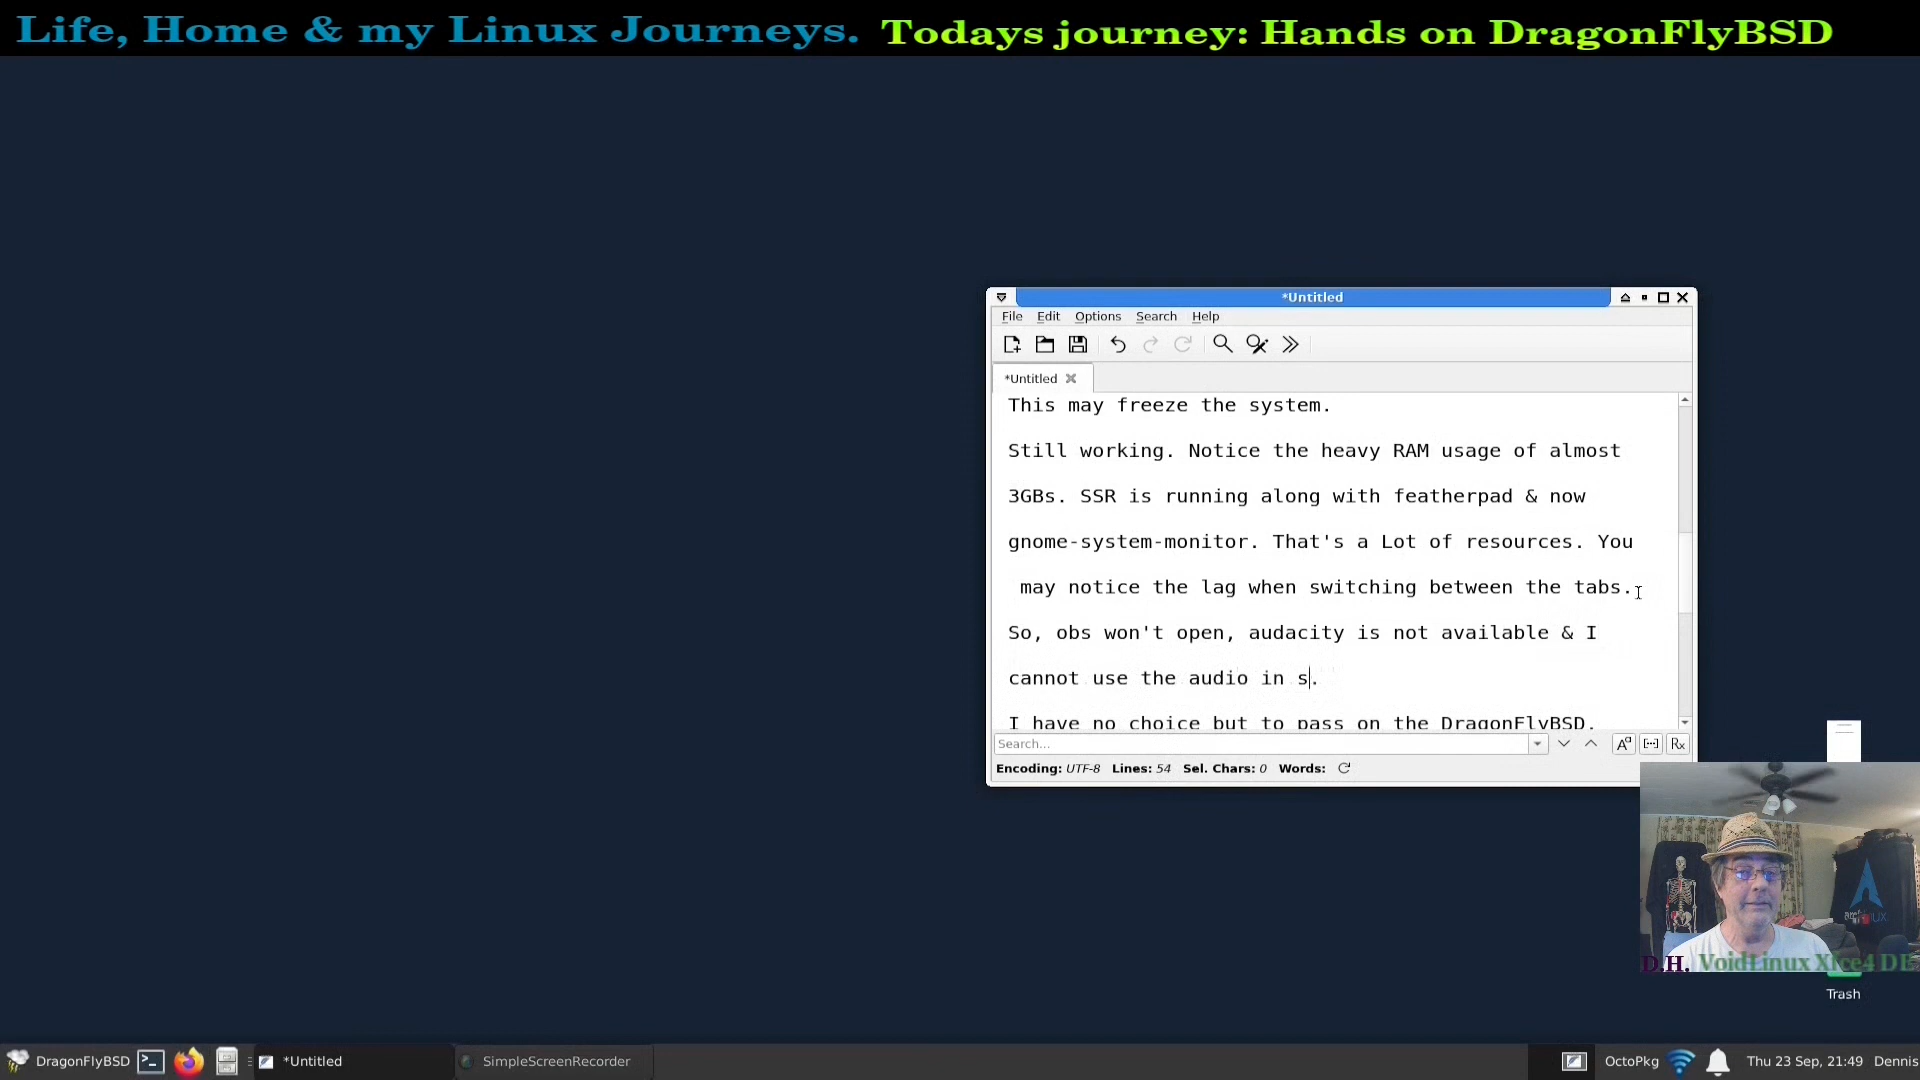 Life, Home & my Linux Journeys. Todays journey: Hands on DragonFlyBSD
*Untitled
File Edit Options Search Help
*Untitled
This may freeze the system.
Still working. Notice the heavy RAM usage of almost
3GBs. SSR is running along with featherpad & now
gnome-system-monitor. That's a Lot of resources. You
may notice the lag when switching between the tabs.
So, obs won't open, audacity is not available & I
cannot use the audio in s.
I have no choice but to pass on the DragonFlyBSD.
Search...
Encoding: UTF-8 Lines: 54 Sel. Chars: 0 Words:
D.H. VoidLinux Xfce4 DE
Trash
DragonFlyBSD *Untitled SimpleScreenRecorder OctoPkg Thu 23 Sep, 21:49 Dennis